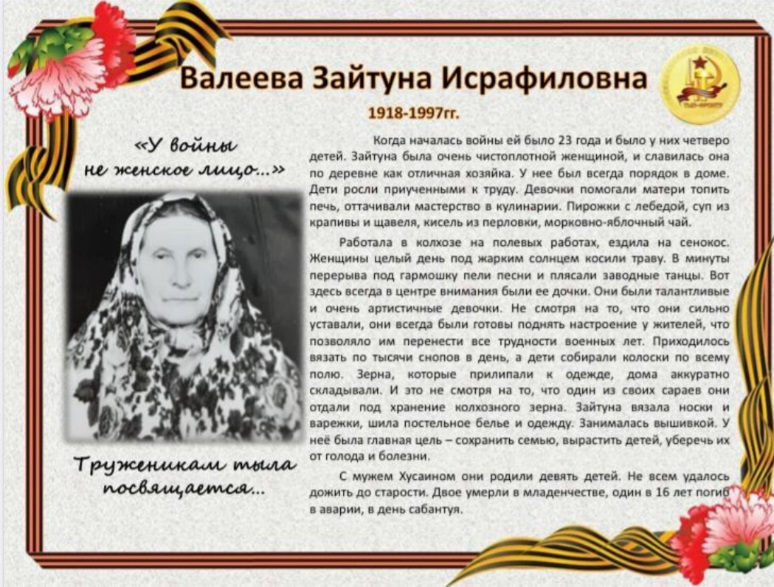 Валеева Зайтуна Исрафиловна
1918-1997гг.
«У войны
не женское лицо...»
Когда началась войны ей было 23 года и было у них четверо
детей. Зайтуна была очень чистоплотной женщиной, и славилась она
по деревне как отличная хозяйка. У нее был всегда порядок в доме.
Дети росли приученными к труду. Девочки помогали матери топить
печь, оттачивали мастерство в кулинарии. Пирожки с лебедой, суп из
крапивы и щавеля, кисель из перловки, морковно-яблочный чай.
Работала в колхозе на полевых работах, ездила на сенокос.
Женщины целый день под жарким солнцем косили траву. В минуты
перерыва под гармошку пели песни и плясали заводные танцы. Вот
здесь всегда в центре внимания были ее дочки. Они были талантливые
и очень артистичные девочки. Не смотря на то, что они сильно
уставали, они всегда были готовы поднять настроение у жителей, что
позволяло им перенести все трудности военных лет. Приходилось
вязать по тысячи снопов в день, а дети собирали колоски по всему
полю. Зерна, которые прилипали к одежде, дома аккуратно
складывали. И это не смотря на то, что один из своих сараев они
отдали под хранение колхозного зерна. Зайтуна вязала носки и
варежки, шила постельное белье и одежду. Занималась вышивкой. У
неё была главная цель – сохранить семью, вырастить детей, уберечь их
от голода и болезни.
С мужем Хусаином они родили девять детей. Не всем удалось
дожить до старости. Двое умерли в младенчестве, один в 16 лет погиб
в аварии, в день сабантуя.
Труженикам тыла
посвящается...